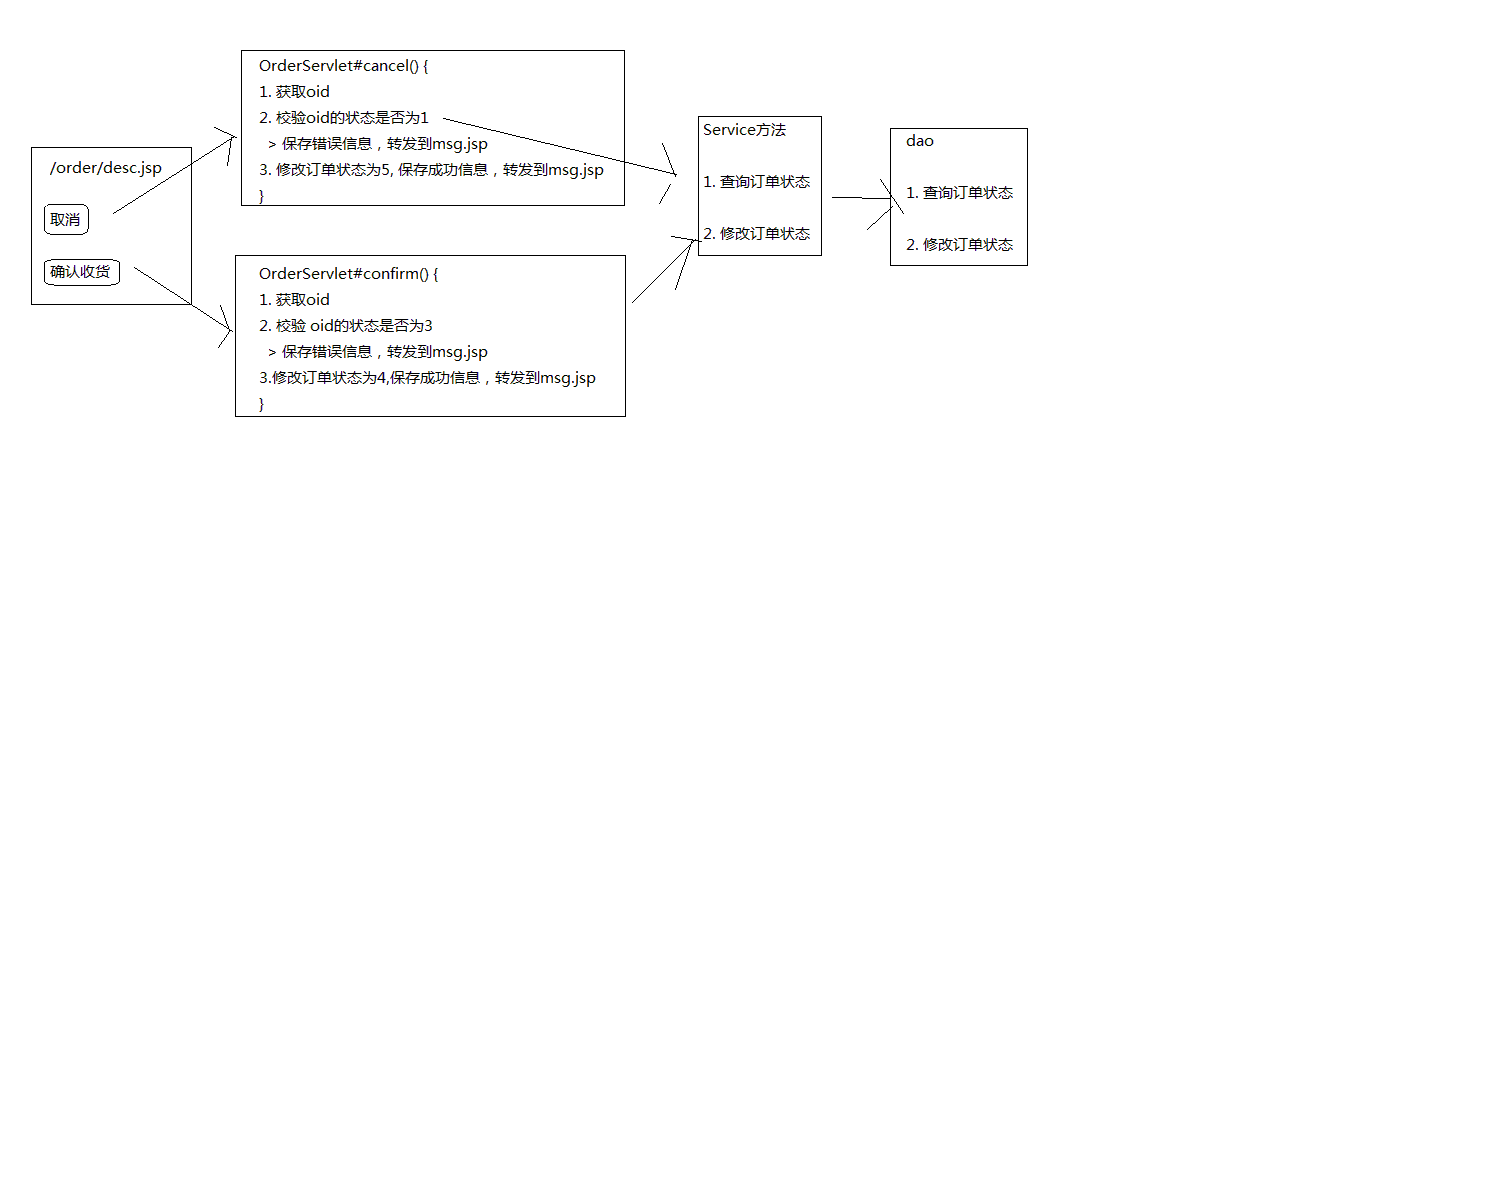 /order/desc.jsp
取消
确认收货
OrderServlet#cancel() {
1. 获取oid
2. 校验oid的状态是否为1
> 保存错误信息，转发到msg.jsp
3. 修改订单状态为5, 保存成功信息，转发到msg.jsp
}
OrderServlet#confirm() {
1. 获取oid
2. 校验 oid的状态是否为3
> 保存错误信息，转发到msg.jsp
3.修改订单状态为4,保存成功信息，转发到msg.jsp
}
Service方法
1. 查询订单状态
2. 修改订单状态
dao
1. 查询订单状态
2. 修改订单状态